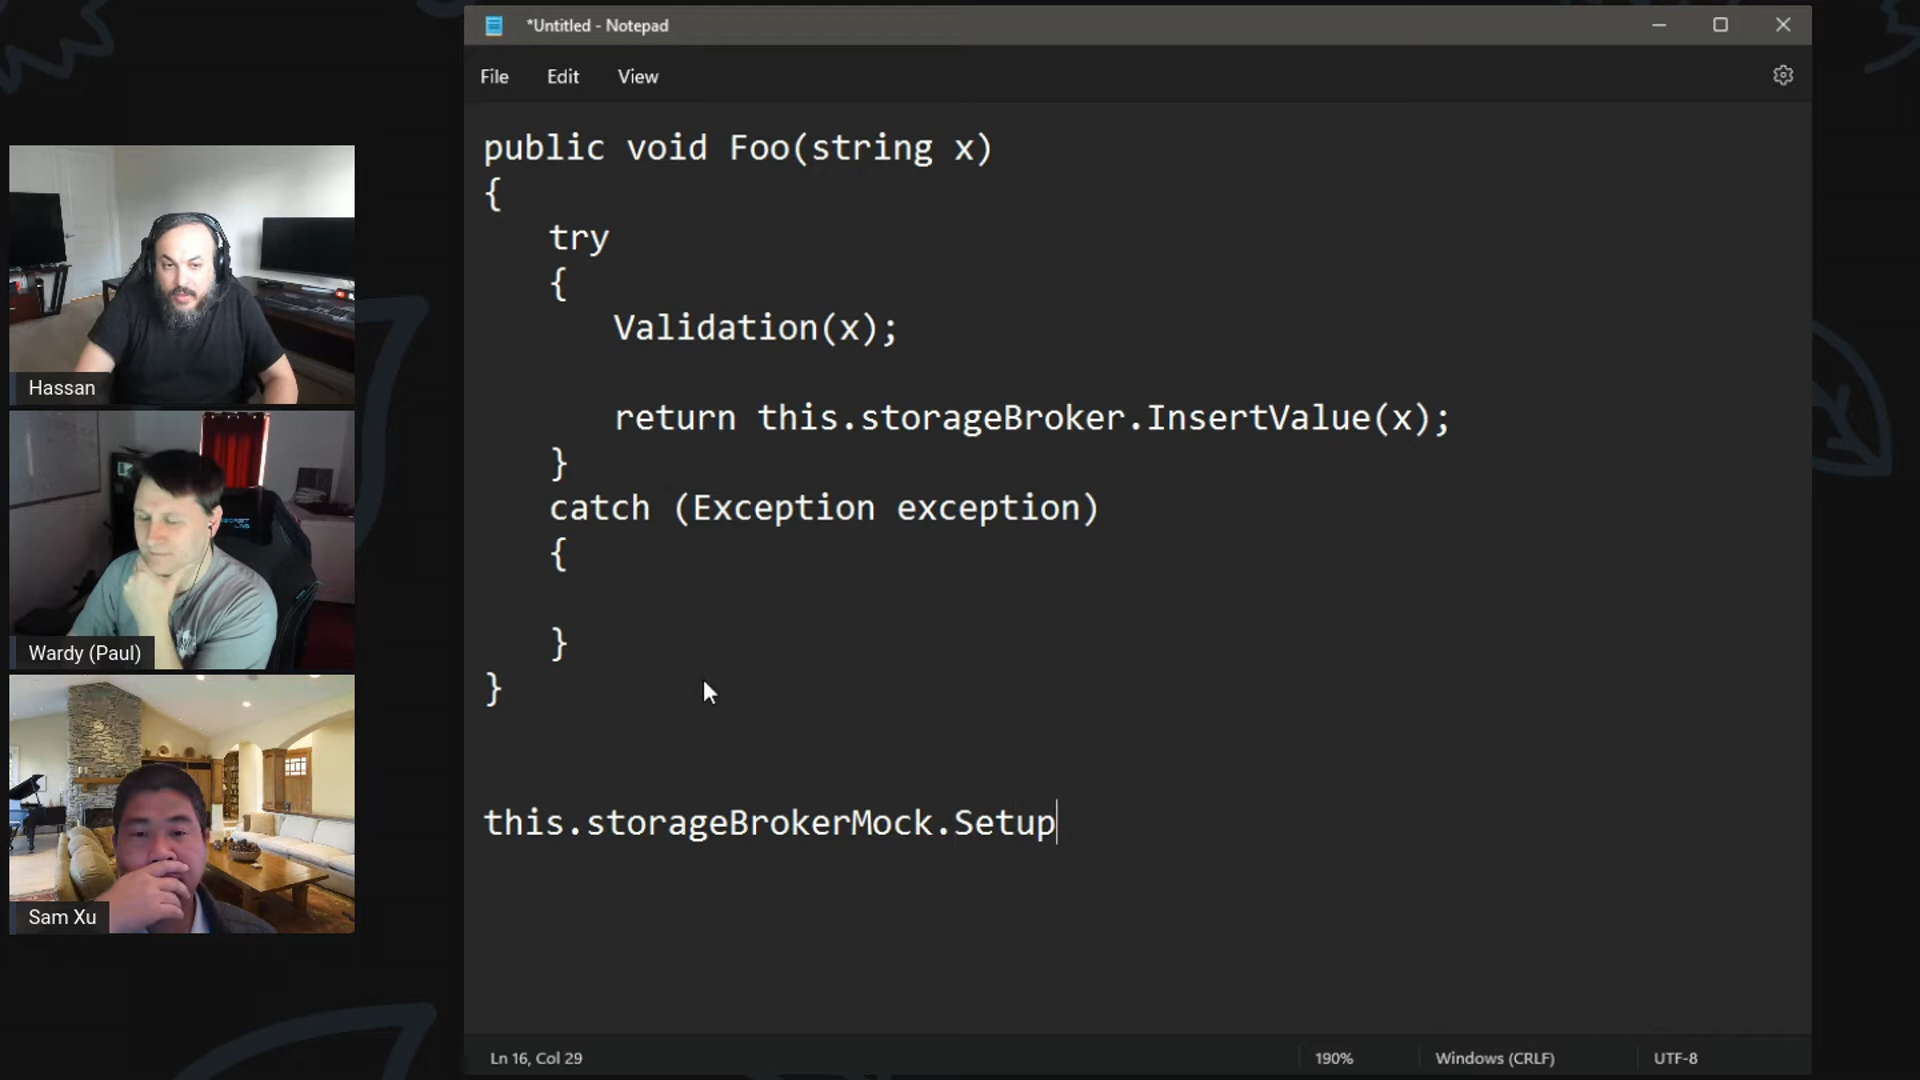 *Untitled - Notepad
File Edit View
public void Foo(string x)
{
try
{
Validation(x);
return this.storageBroker.InsertValue(x);
}
catch (Exception exception)
{
}
}
this.storageBrokerMock.Setup
Ln 16, Col 29
190%
Windows (CRLF)
UTF-8
Hassan
Wardy (Paul)
Sam Xu